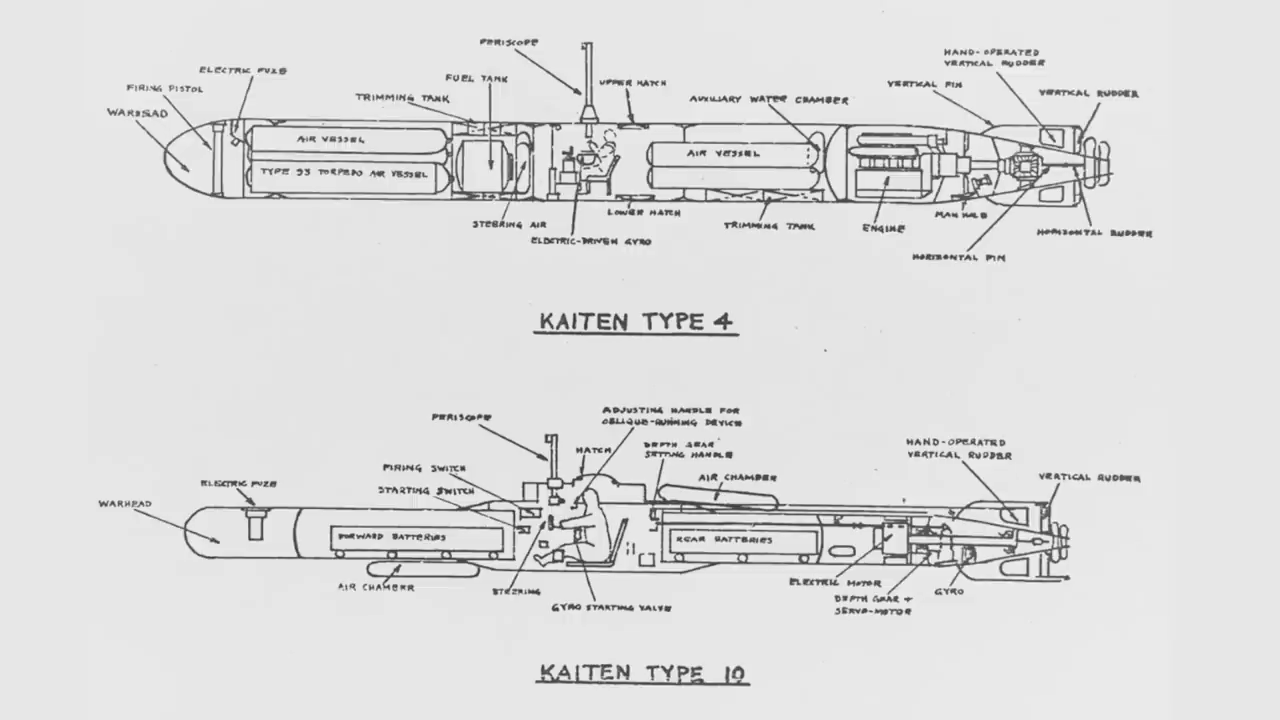 PERISCOPE
HAND-OPERATED
VERTICAL RUDDER
ELECTRIC FUZE
FUEL TANK
UPPER HATCH
VERTICAL FIN
FIRING PISTOL
TRIMMING TANK
AUXILIARY WATER CHAMBER
VERTICAL RUDDER
WARHEAD
AIR VESSEL
AIR VESSEL
TYPE 93 TORPEDO AIR VESSEL
LOWER HATCH
MAN HOLE
STEERING AIR
TRIMMING TANK
ENGINE
HORIZONTAL RUDDER
ELECTRIC-DRIVEN GYRO
HORIZONTAL FIN
KAITEN TYPE 4
ADJUSTING HANDLE FOR
OBLIQUE-RUNNING DEVICE
PERISCOPE
HATCH
DEPTH GEAR
SETTING HANDLE
HAND-OPERATED
VERTICAL RUDDER
FIRING SWITCH
AIR CHAMBER
VERTICAL RUDDER
ELECTRIC FUZE
STARTING SWITCH
WARHEAD
FORWARD BATTERIES
REAR BATTERIES
AIR CHAMBER
STEERING
ELECTRIC MOTOR
GYRO
GYRO STARTING VALVE
DEPTH GEAR +
SERVO-MOTOR
KAITEN TYPE 10